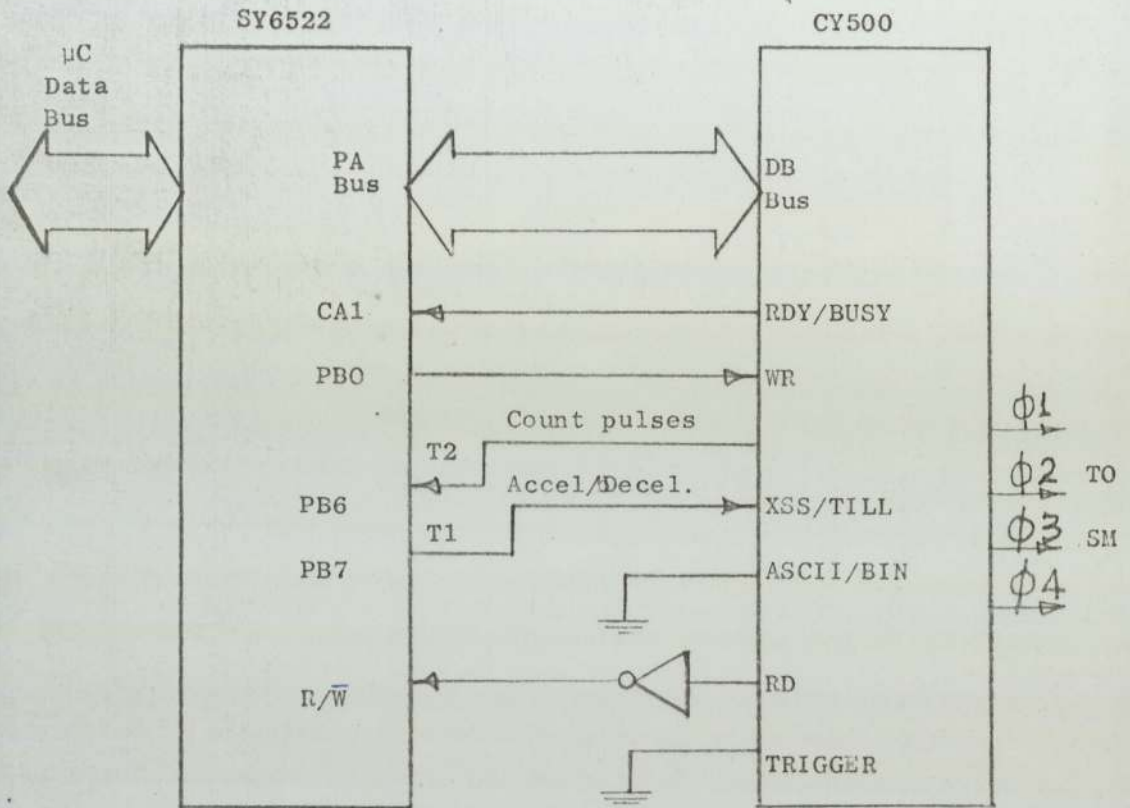 SY6522
CY500
μC
Data
Bus
PA
Bus
DB
Bus
CA1
RDY/BUSY
PB0
WR
Count pulses
T2
Accel/Decel.
PB6
XSS/TILL
T1
PB7
ASCII/BIN
R/W̅
RD
TRIGGER
ϕ1
ϕ2 TO
ϕ3 SM
ϕ4